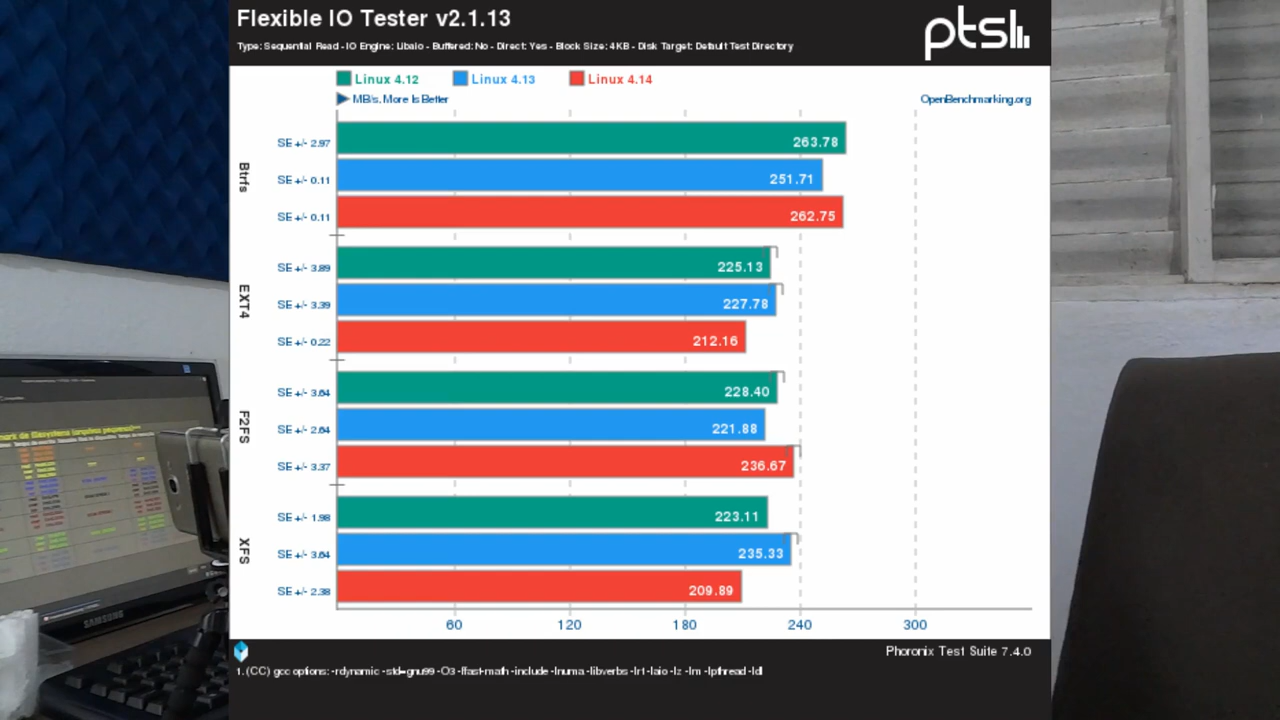 Flexible IO Tester v2.1.13
Type: Sequential Read - IO Engine: Libaio - Buffered: No - Direct: Yes - Block Size: 4KB - Disk Target: Default Test Directory
ptsl
Linux 4.12 Linux 4.13 Linux 4.14
MB/s, More Is Better OpenBenchmarking.org
Btrfs
SE +/- 2.97 263.78
SE +/- 0.11 251.71
SE +/- 0.11 262.75
EXT4
SE +/- 3.89 225.13
SE +/- 3.39 227.78
SE +/- 0.22 212.16
F2FS
SE +/- 3.64 228.40
SE +/- 2.64 221.88
SE +/- 3.37 236.67
XFS
SE +/- 1.98 223.11
SE +/- 3.64 235.33
SE +/- 2.38 209.89
60 120 180 240 300
Phoronix Test Suite 7.4.0
1. (CC) gcc options: -rdynamic -std=gnu99 -O3 -ffast-math -include -lnuma -libverbs -lrt -laio -lz -lm -lpthread -ldl
SAMSUNG